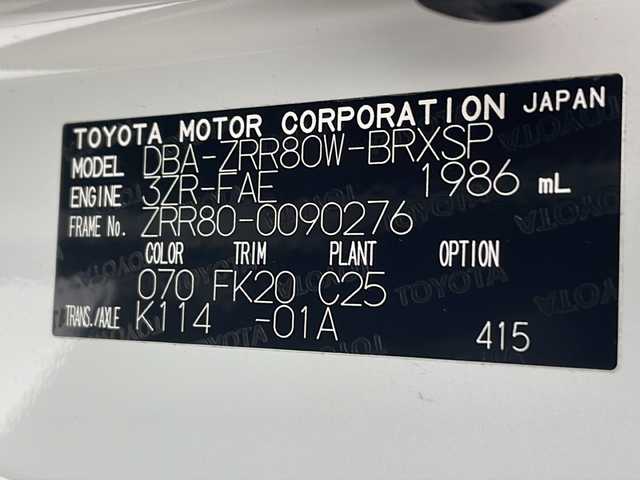 TOYOTA MOTOR CORPORATION JAPAN
MODEL DBA-ZRR80W-BRXSP
ENGINE 3ZR-FAE 1986 mL
FRAME No. ZRR80-0090276
COLOR TRIM PLANT OPTION
070 FK20 C25
TRANS./AXLE K114 -01A
415